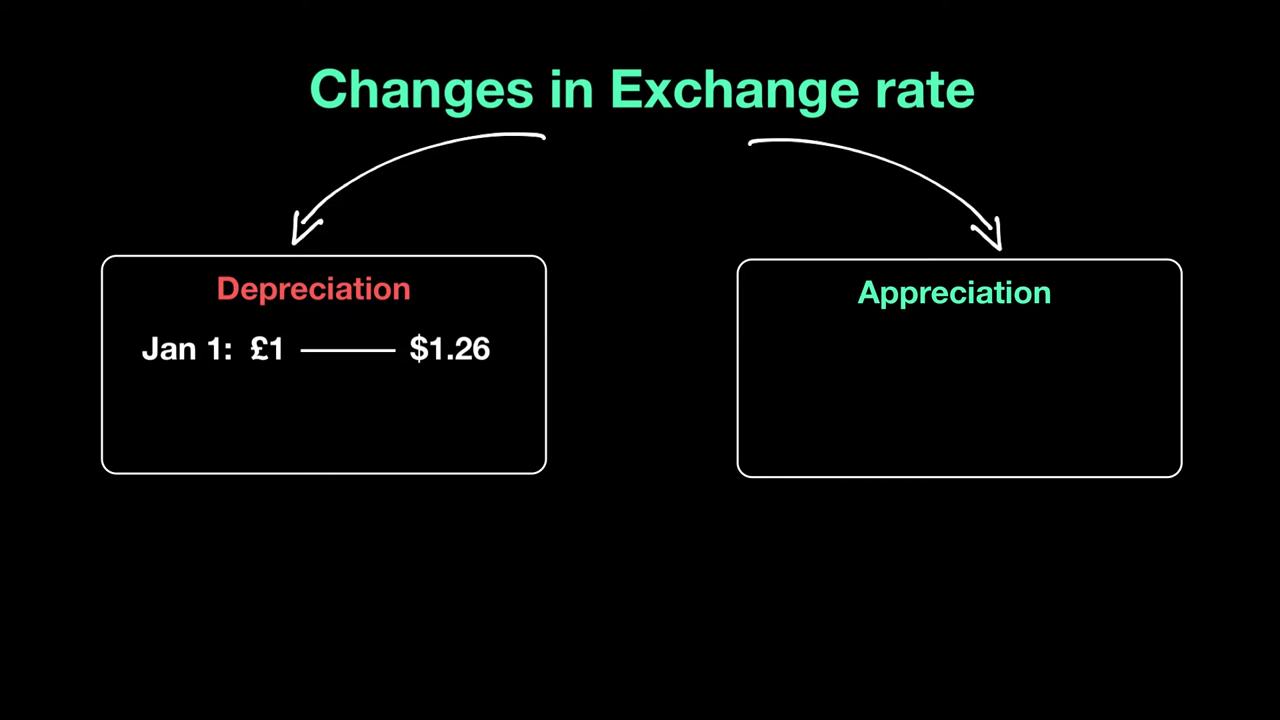 Changes in Exchange rate
Depreciation
Jan 1: £1 $1.26
Appreciation